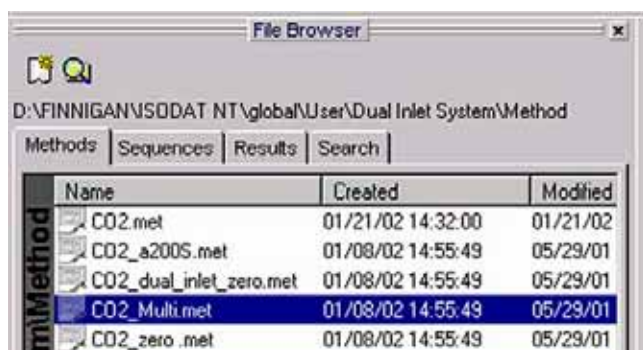 File Browser
D:\FINNIGAN\ISODAT NT\global\User\Dual Inlet System\Method
Methods Sequences Results Search
Name Created Modified
CO2.met 01/21/02 14:32:00 01/21/02
CO2_a200S.met 01/08/02 14:55:49 05/29/01
CO2_dual_inlet_zero.met 01/08/02 14:55:49 05/29/01
CO2_Multi.met 01/08/02 14:55:49 05/29/01
CO2_zero .met 01/08/02 14:55:49 05/29/01
m\Method